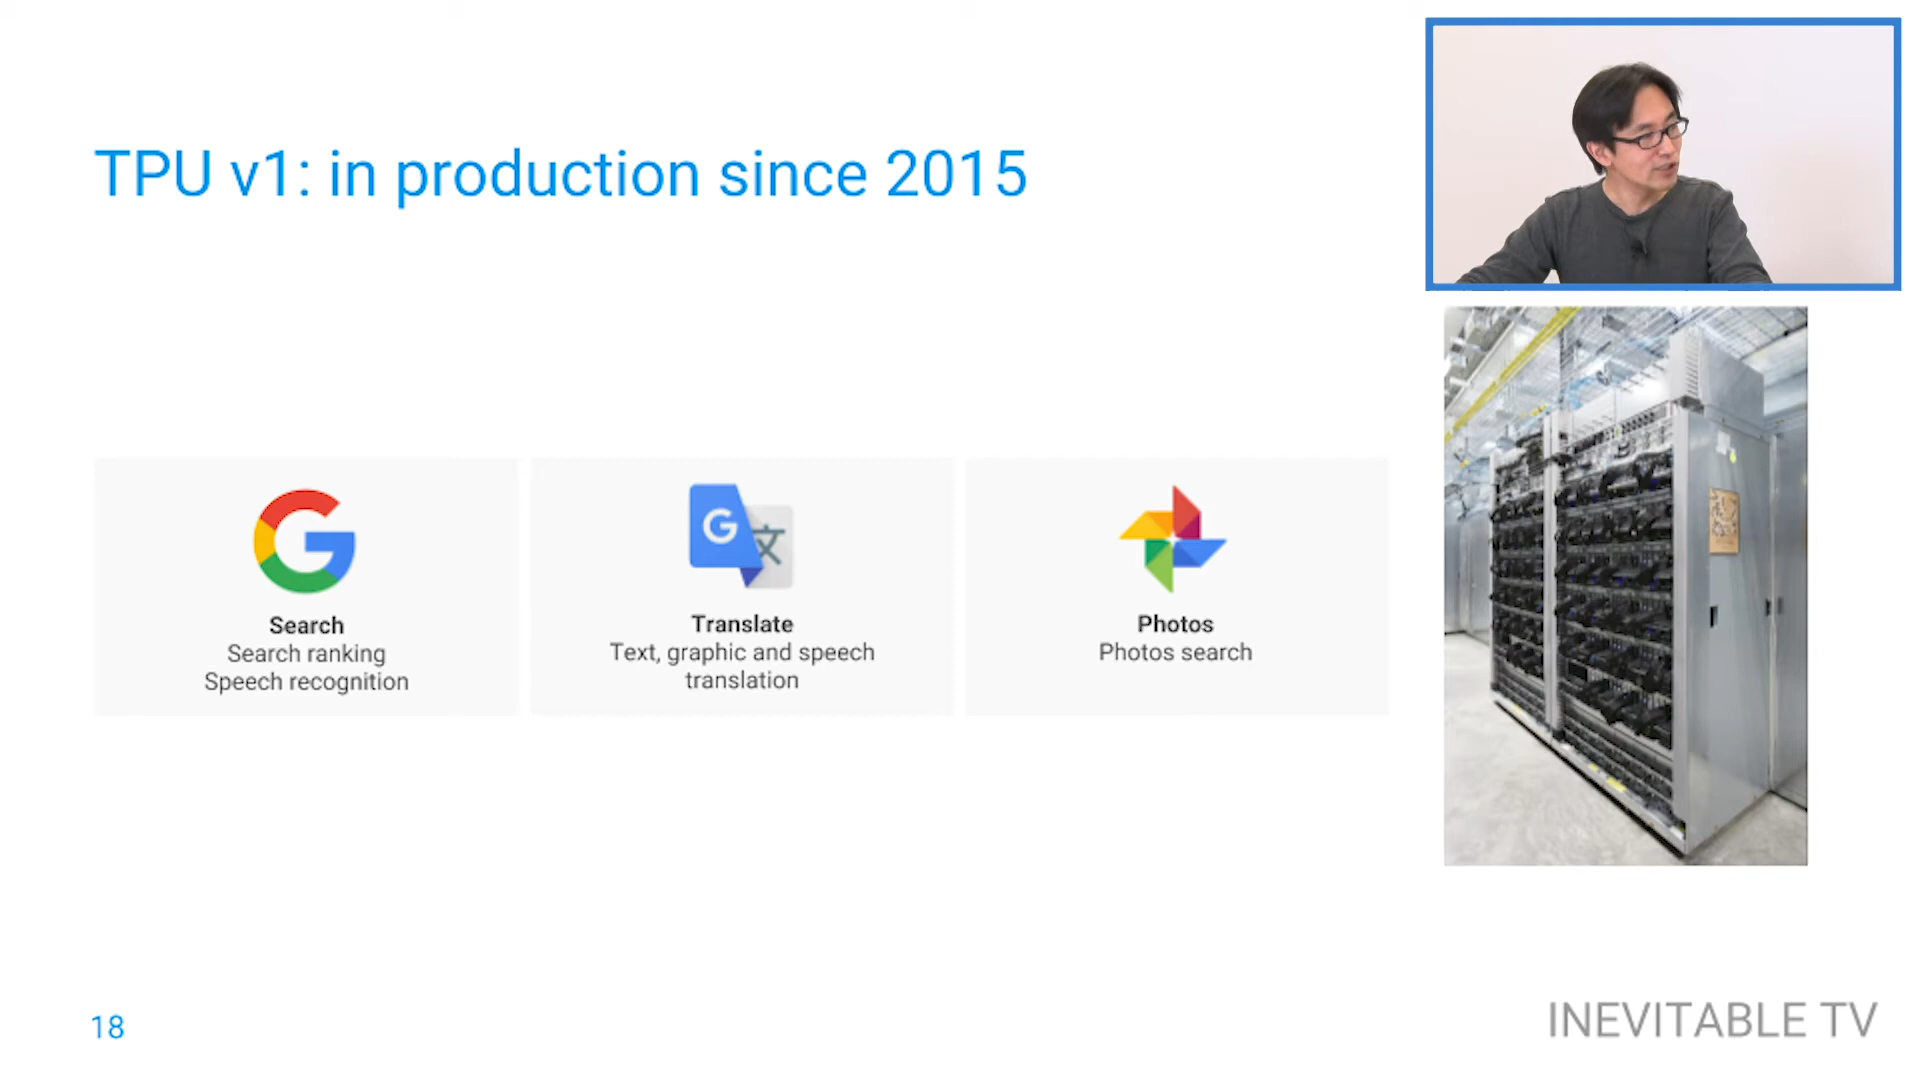 TPU v1: in production since 2015
G
G 文
Search
Search ranking
Speech recognition
Translate
Text, graphic and speech
translation
Photos
Photos search
18
INEVITABLE TV